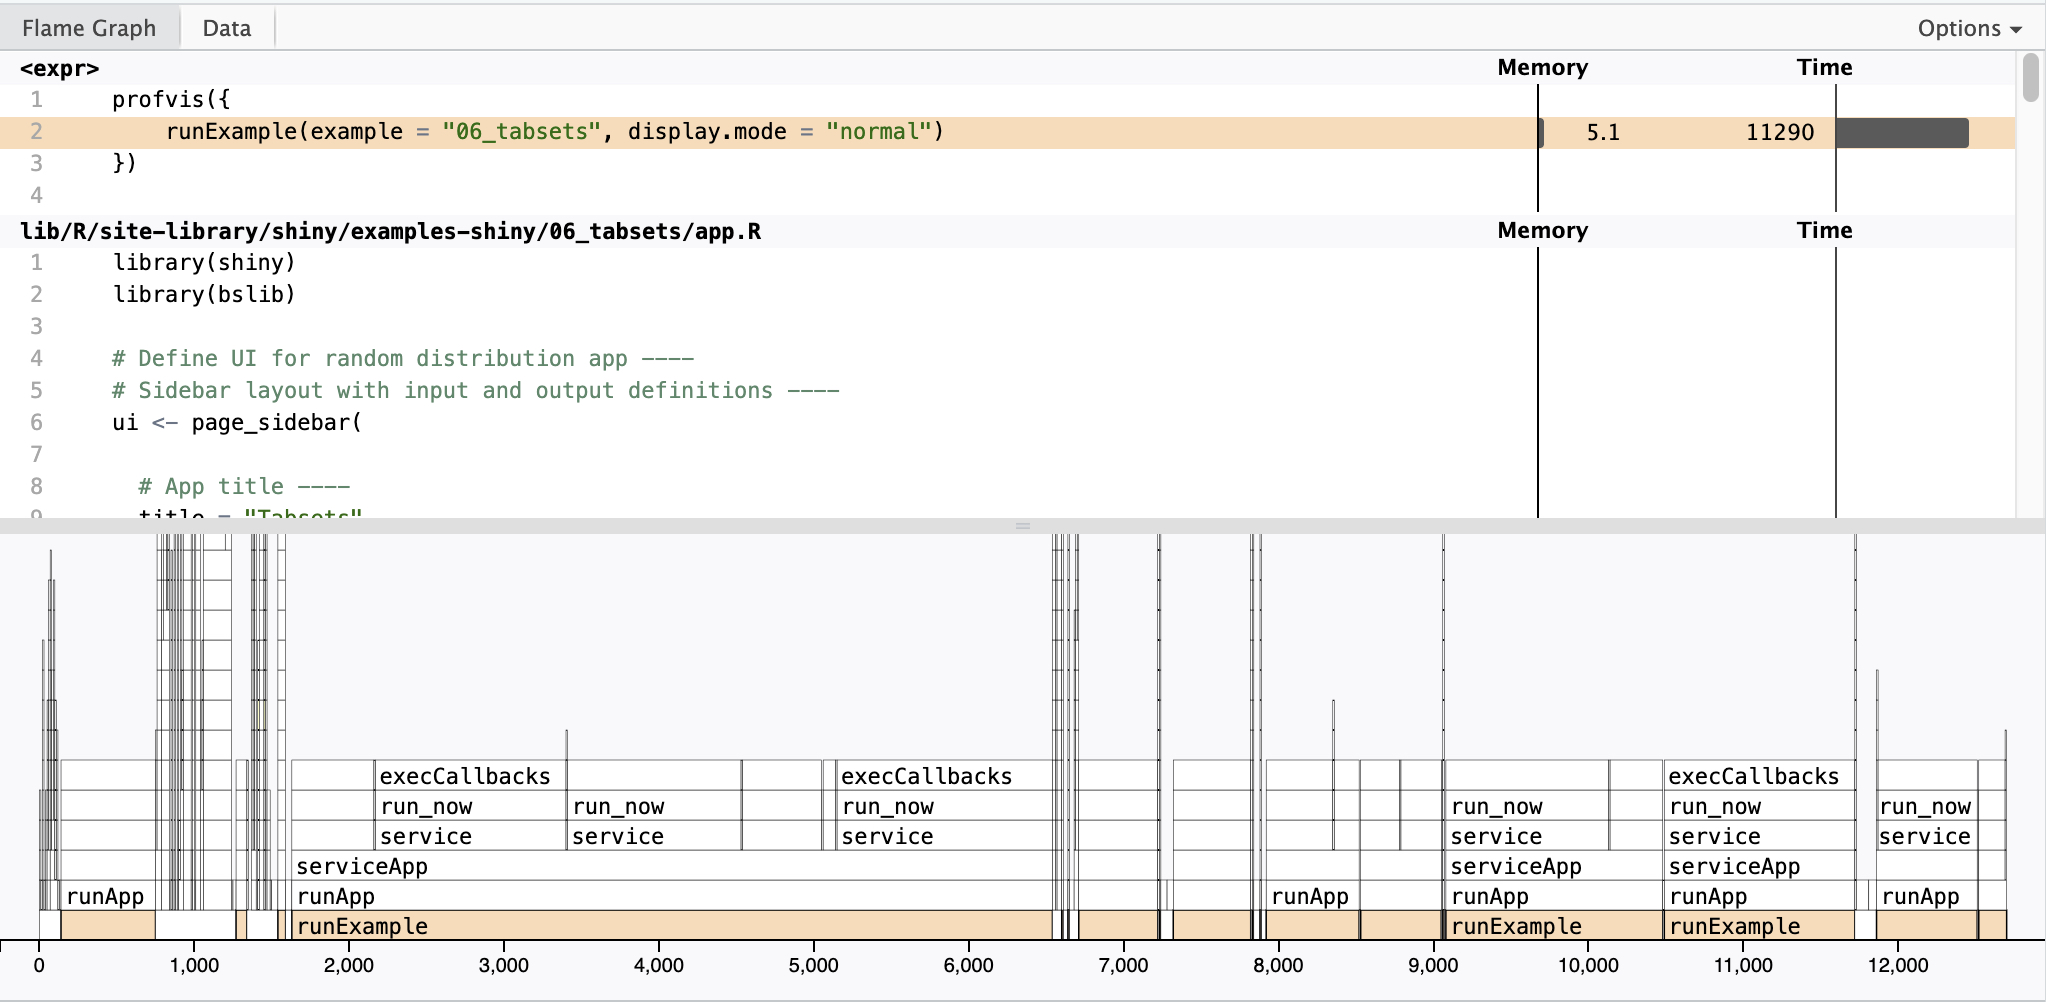 Flame Graph Data Options
<expr> Memory Time
1 profvis({
2 runExample(example = "06_tabsets", display.mode = "normal") 5.1 11290
3 })
4
lib/R/site-library/shiny/examples-shiny/06_tabsets/app.R Memory Time
1 library(shiny)
2 library(bslib)
3
4 # Define UI for random distribution app ----
5 # Sidebar layout with input and output definitions ----
6 ui <- page_sidebar(
7
8 # App title ----
9 title = "Tabsets"
execCallbacks execCallbacks execCallbacks
run_now run_now run_now run_now run_now run_now
service service service service service service
serviceApp serviceApp serviceApp
runApp runApp runApp runApp runApp runApp
runExample runExample runExample
0 1,000 2,000 3,000 4,000 5,000 6,000 7,000 8,000 9,000 10,000 11,000 12,000